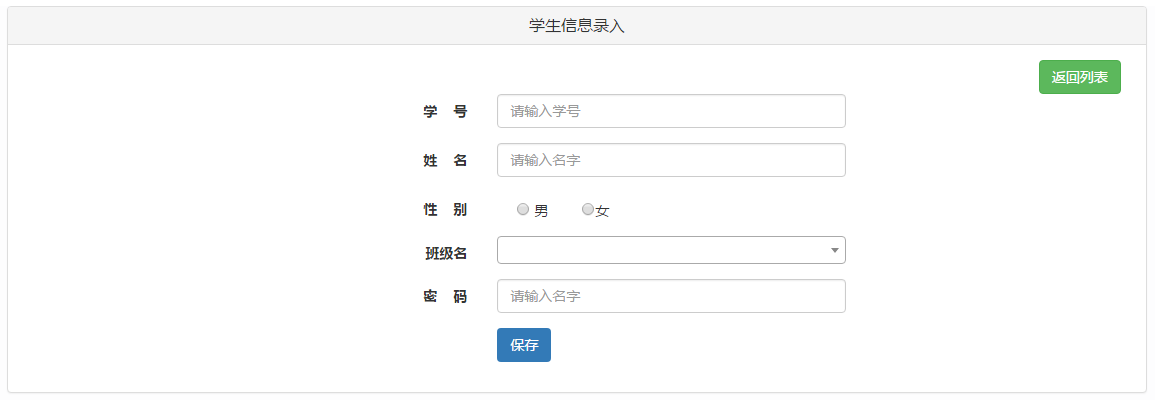 学生信息录入
返回列表
学 号 请输入学号
姓 名 请输入名字
性 别 男 女
班级名
密 码 请输入名字
保存